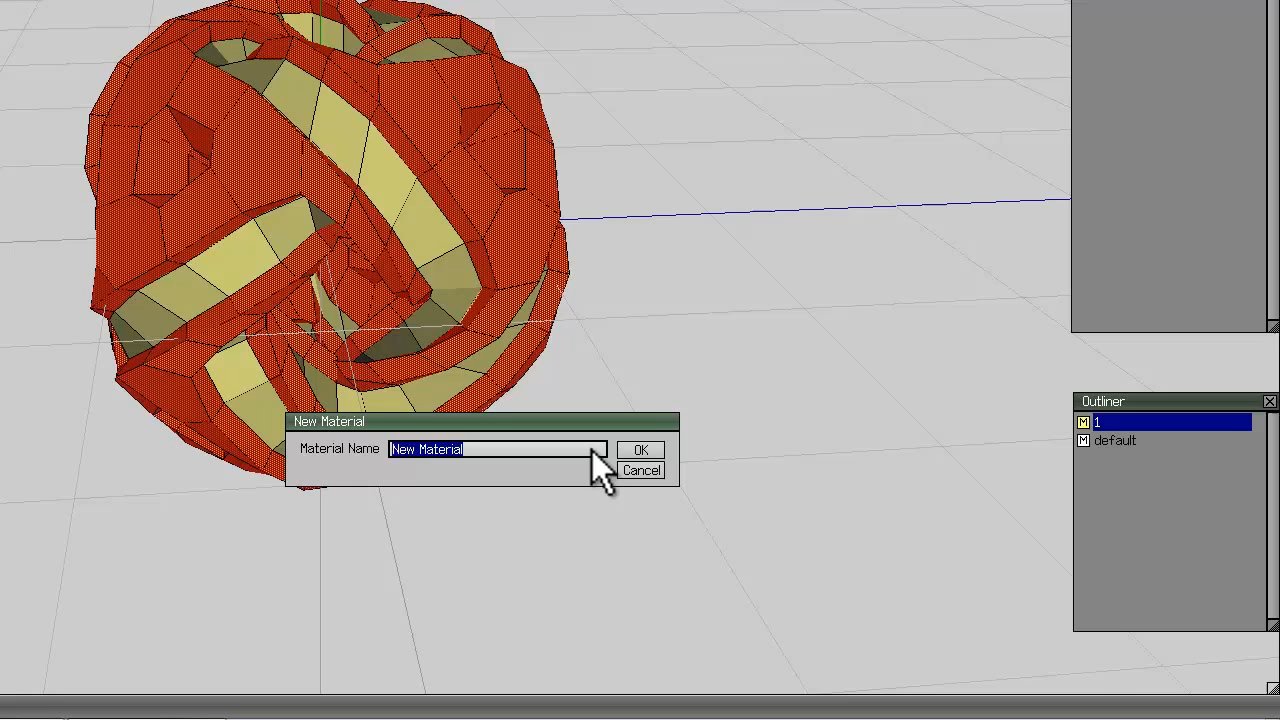 Outliner
M 1
M default
New Material
Material Name New Material OK
Cancel